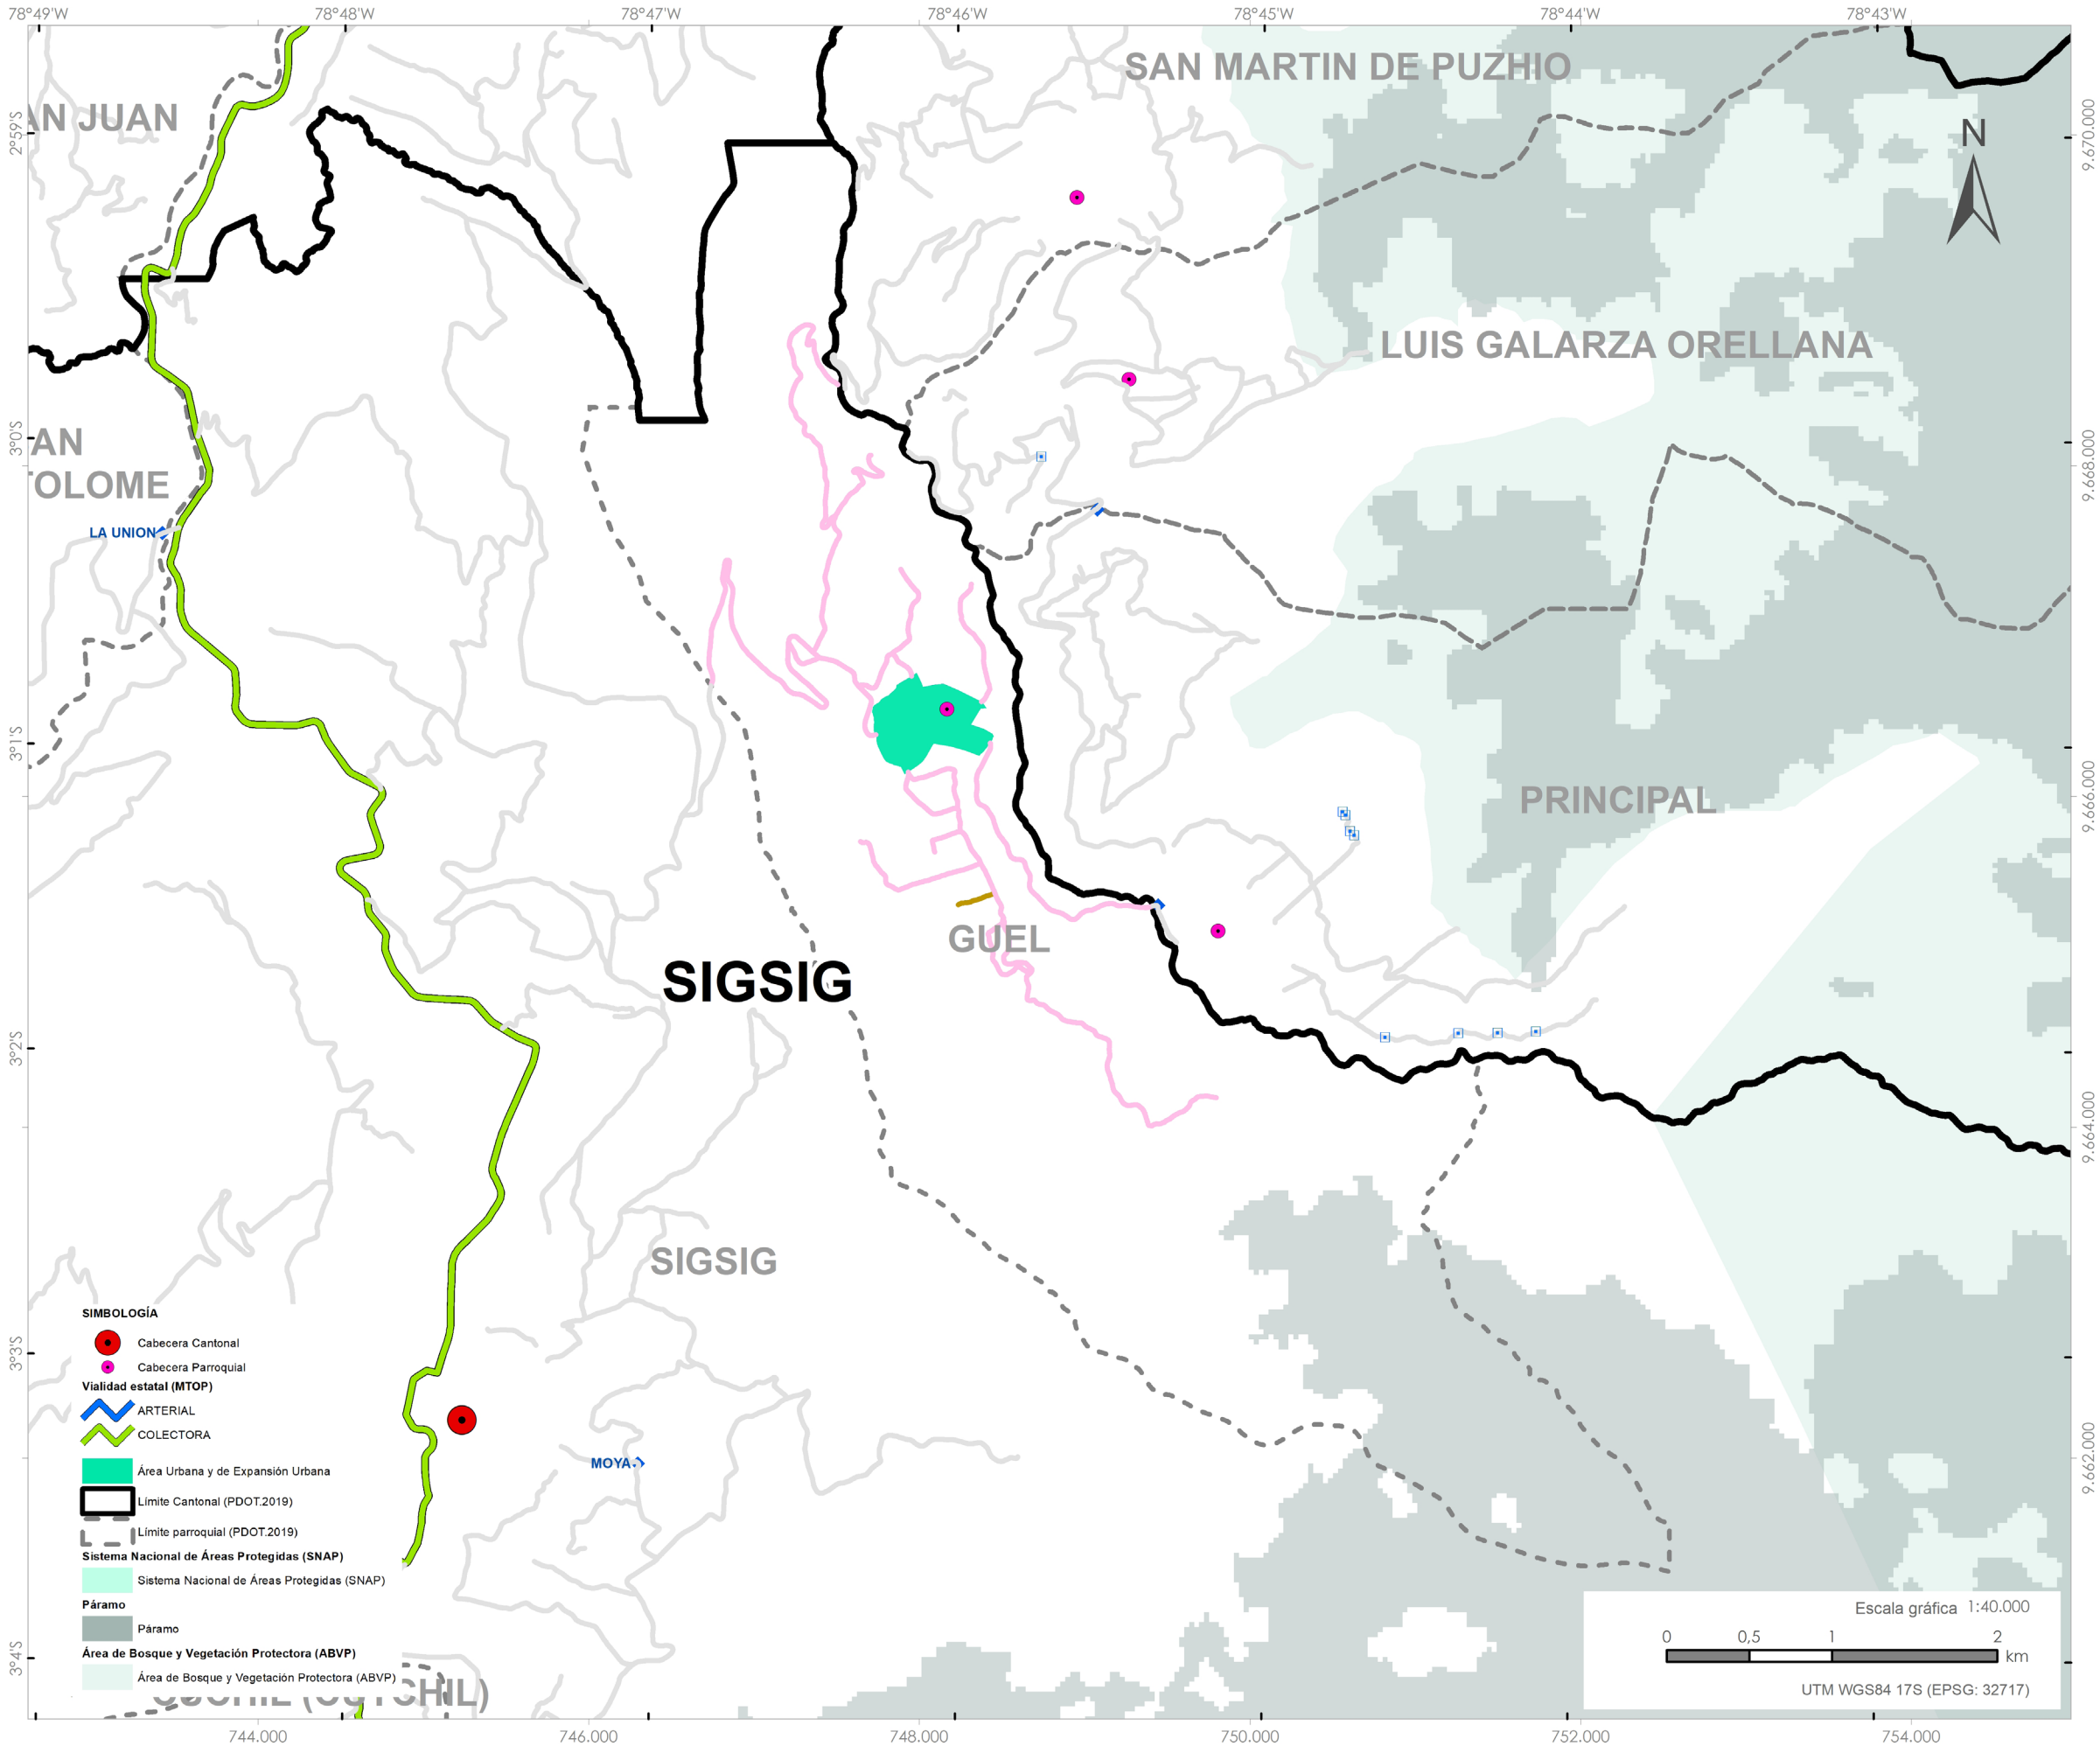 78°49'W
78°48'W
78°47'W
78°46'W
78°45'W
78°44'W
78°43'W
SAN MARTIN DE PUZHIO
AN JUAN
2°59'S
9.670.000
N
LUIS GALARZA ORELLANA
3°0'S
AN
OLOME
9.668.000
LA UNION
3°1'S
PRINCIPAL
9.666.000
GUEL
SIGSIG
3°2'S
9.664.000
SIGSIG
SIMBOLOGÍA
Cabecera Cantonal
Cabecera Parroquial
Vialidad estatal (MTOP)
ARTERIAL
COLECTORA
Área Urbana y de Expansión Urbana
Límite Cantonal (PDOT.2019)
Límite parroquial (PDOT.2019)
Sistema Nacional de Áreas Protegidas (SNAP)
Sistema Nacional de Áreas Protegidas (SNAP)
Páramo
Páramo
Área de Bosque y Vegetación Protectora (ABVP)
Área de Bosque y Vegetación Protectora (ABVP)
3°3'S
MOYA
9.662.000
3°4'S
CHIL)
Escala gráfica 1:40.000
0 0,5 1 2
km
UTM WGS84 17S (EPSG: 32717)
744.000
746.000
748.000
750.000
752.000
754.000